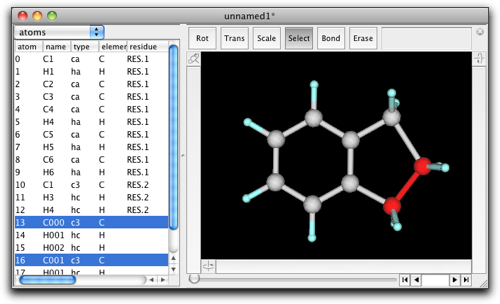 unnamed1*
atoms
Rot Trans Scale Select Bond Erase
atom name type elemer residue
0 C1 ca C RES.1
1 H1 ha H RES.1
2 C2 ca C RES.1
3 C3 ca C RES.1
4 C4 ca C RES.1
5 H4 ha H RES.1
6 C5 ca C RES.1
7 H5 ha H RES.1
8 C6 ca C RES.1
9 H6 ha H RES.1
10 C1 c3 C RES.2
11 H3 hc H RES.2
12 H4 hc H RES.2
13 C000 c3 C
14 H001 hc H
15 H002 hc H
16 C001 c3 C
17 H001 hc H